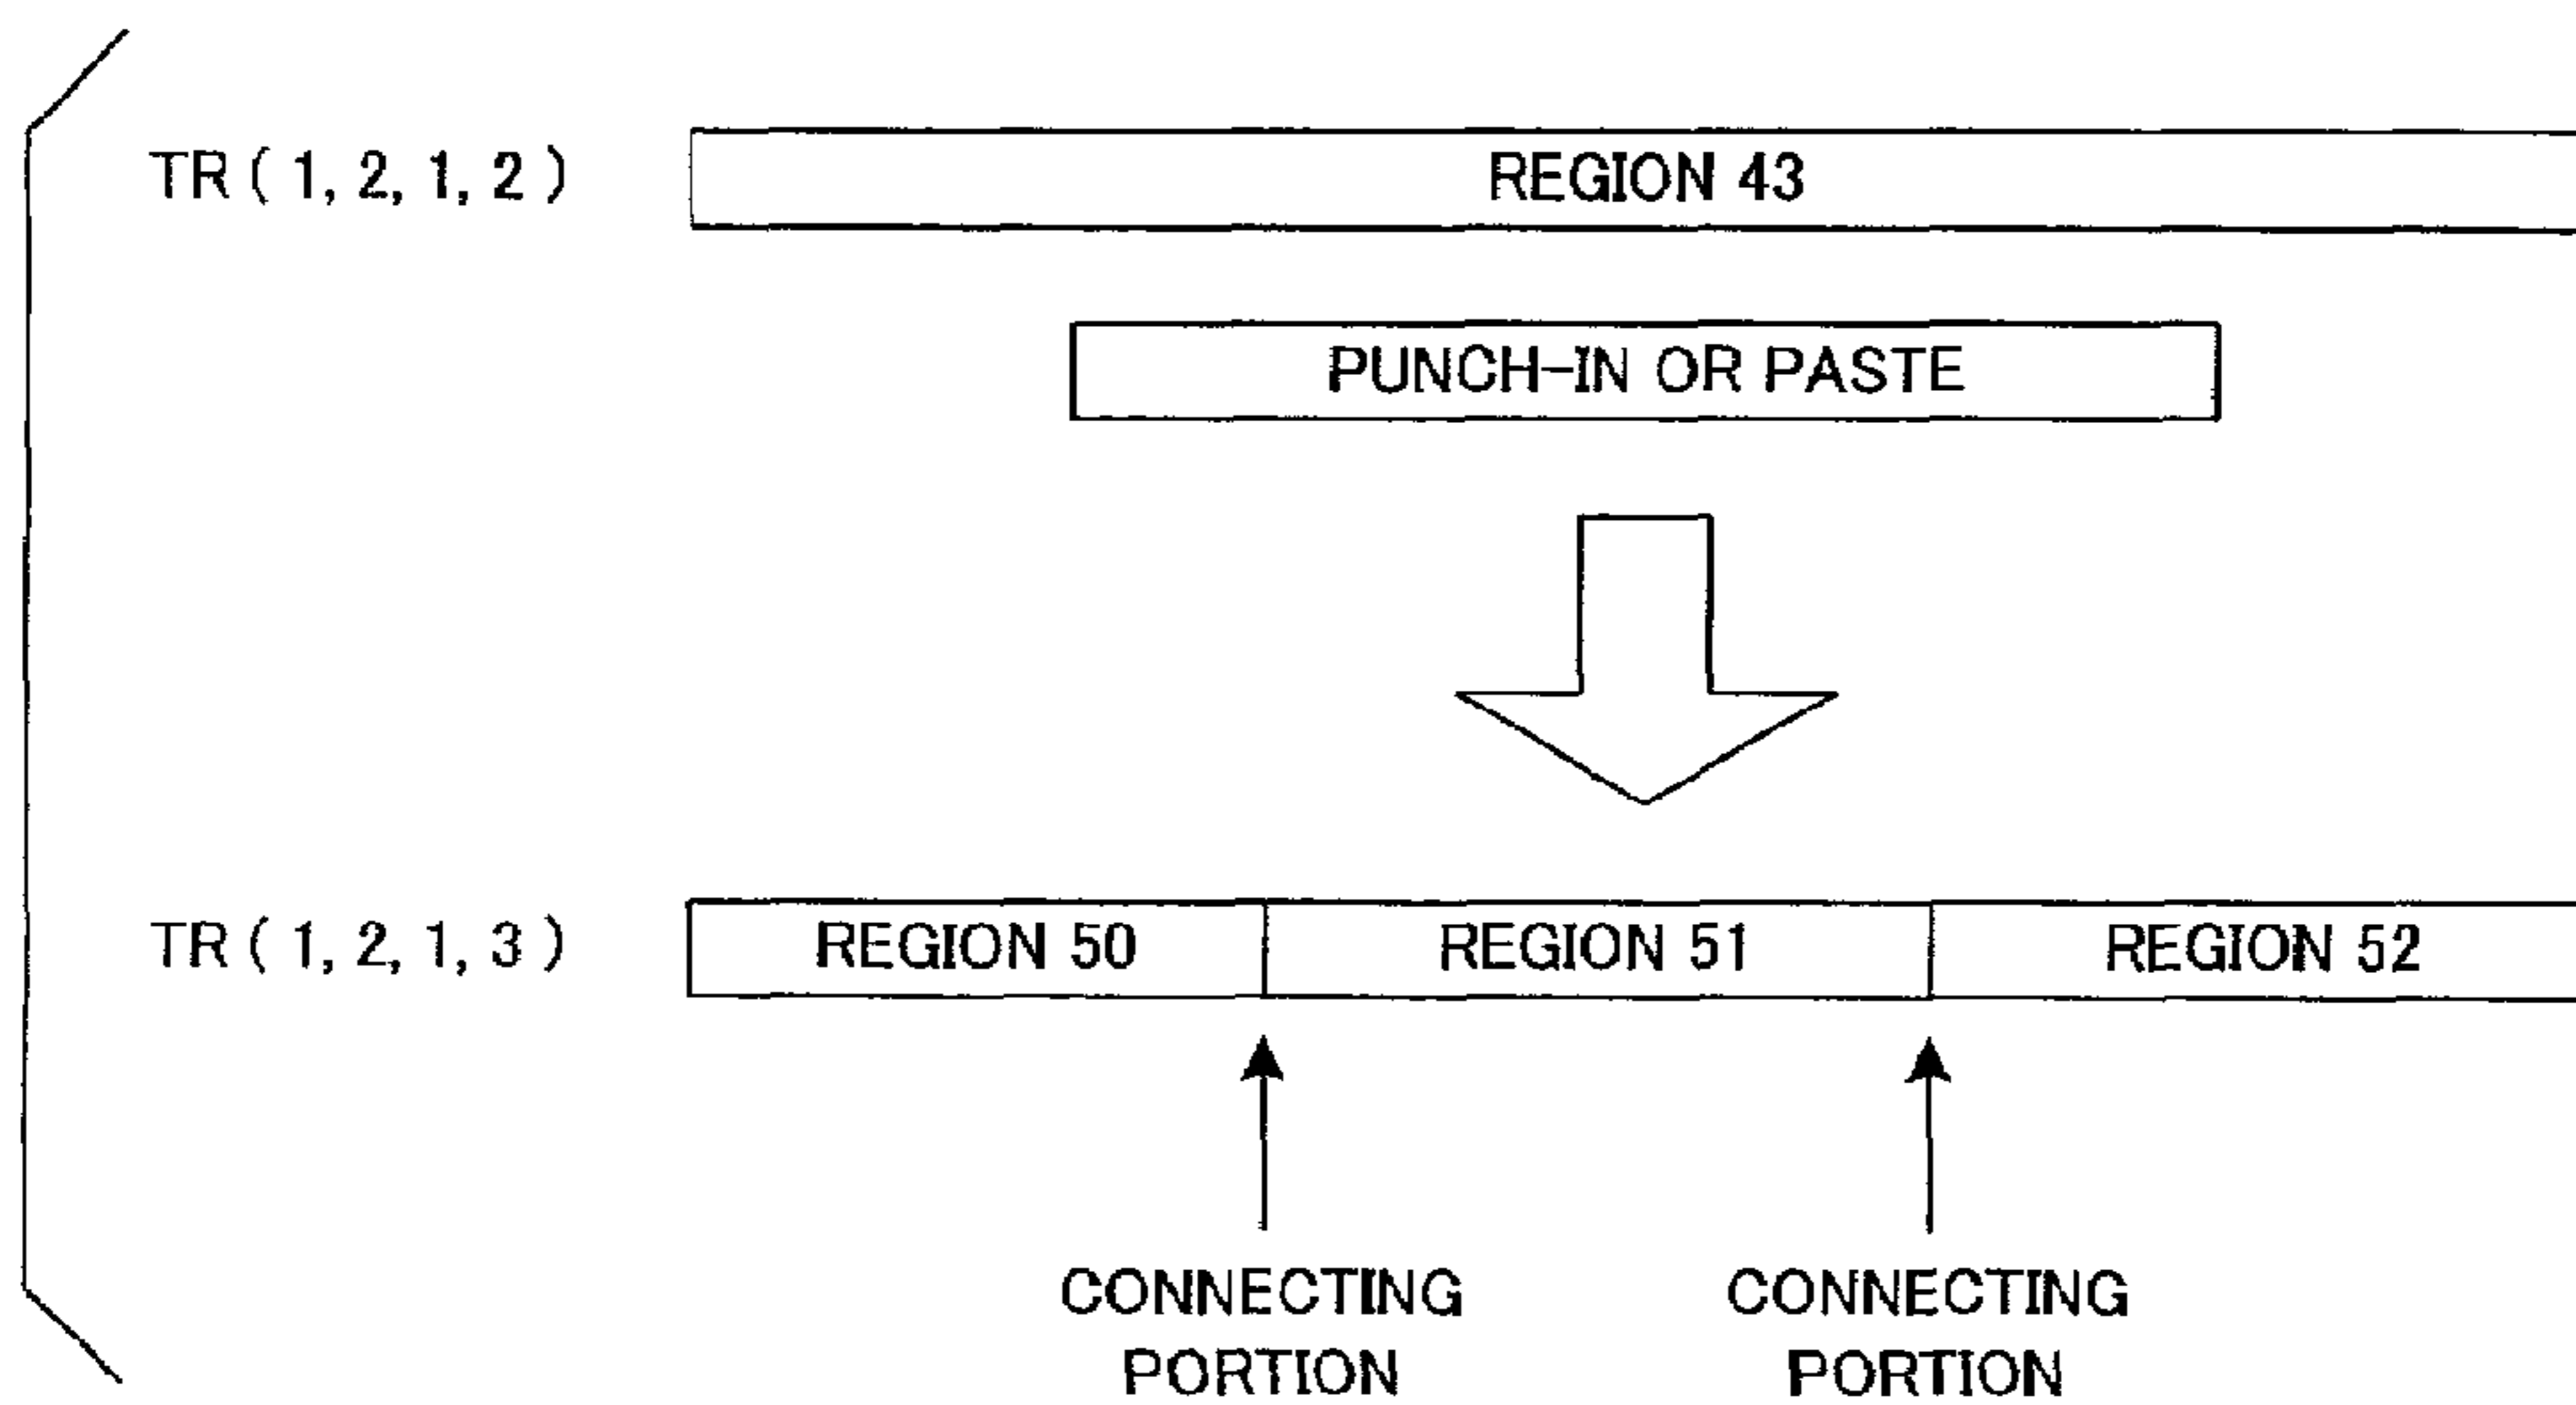 TR ( 1, 2, 1, 2 )
REGION 43
PUNCH-IN OR PASTE
TR ( 1, 2, 1, 3 )
REGION 50
REGION 51
REGION 52
CONNECTING
PORTION
CONNECTING
PORTION